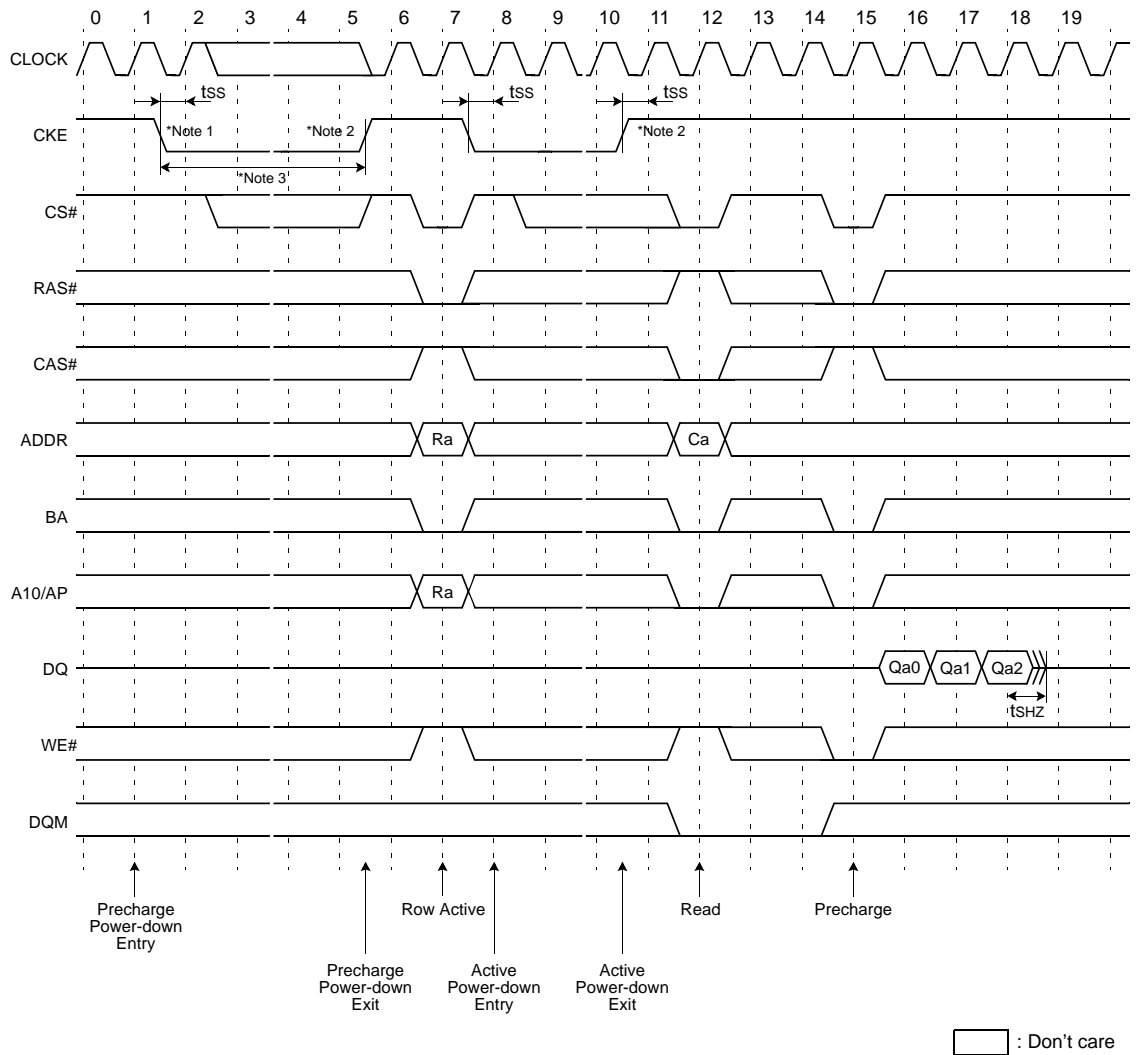 0 1 2 3 4 5 6 7 8 9 10 11 12 13 14 15 16 17 18 19
CLOCK
tSS tSS tSS
CKE *Note 1 *Note 2 *Note 2
*Note 3
CS#
RAS#
CAS#
ADDR Ra Ca
BA
A10/AP Ra
DQ Qa0 Qa1 Qa2
tSHZ
WE#
DQM
Precharge
Power-down
Entry
Row Active
Read
Precharge
Precharge
Power-down
Exit
Active
Power-down
Entry
Active
Power-down
Exit
: Don't care